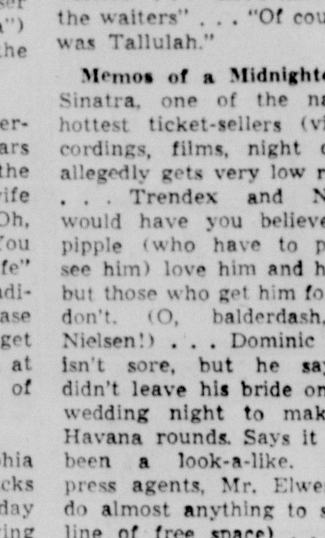 the waiters" . . . "Of cou
was Tallulah."
Memos of a Midnight
Sinatra, one of the na
hottest ticket-sellers (vi
cordings, films, night
allegedly gets very low r
. . . Trendex and N
would have you believe
pipple (who have to p
see him) love him and h
but those who get him fo
don't. (O, balderdash,
Nielsen!) . . . Dominic
isn't sore, but he say
didn't leave his bride on
wedding night to mak
Havana rounds. Says it
been a look-a-like.
press agents, Mr. Elwe
do almost anything to s
line of free space) . .
")
the
er-
ars
the
ife
Oh,
You
fe"
adi-
ase
get
at
of
hia
cks
day
ring